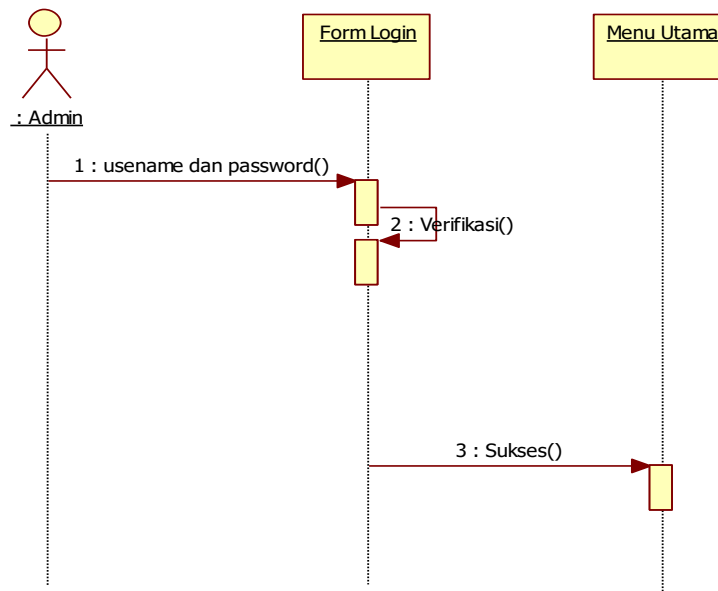 Form Login
Menu Utama
: Admin
1 : usename dan password()
2 : Verifikasi()
3 : Sukses()